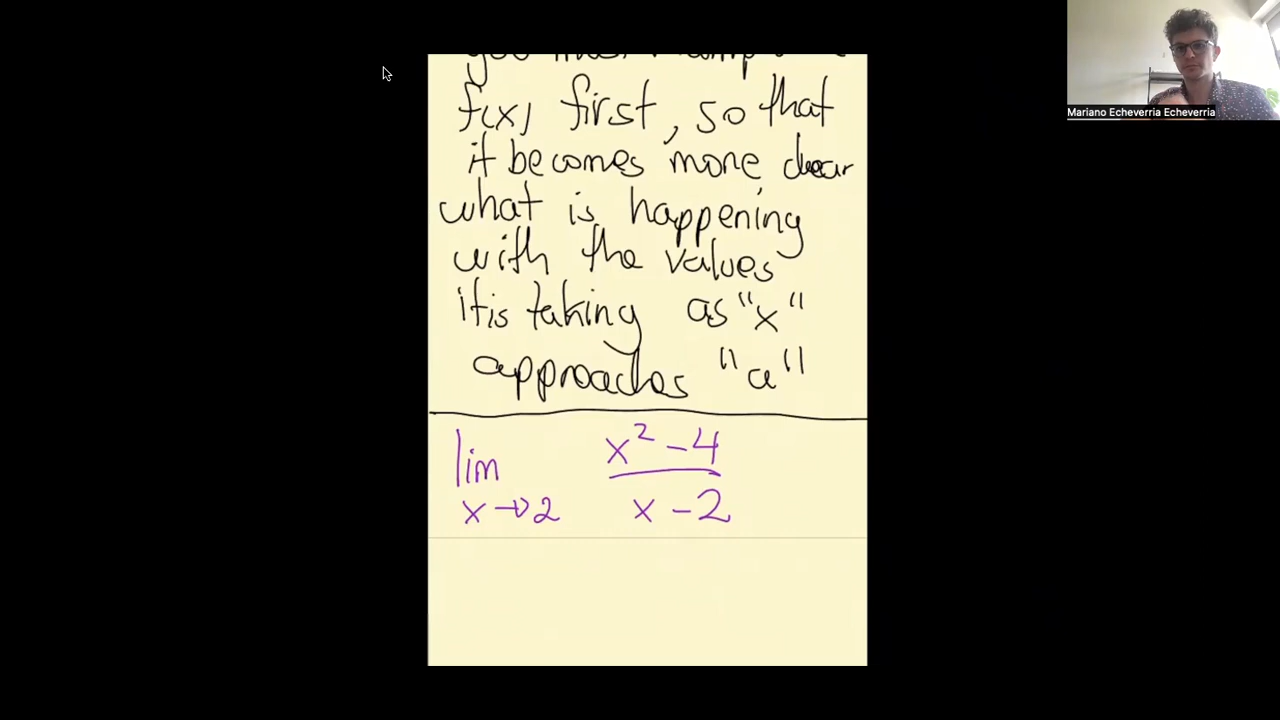 f(x) first, so that
it becomes more clear
what is happening
with the values
it is taking as "x"
approaches "a"
lim x→2 (x² - 4)/(x - 2)
Mariano Echeverria Echeverria